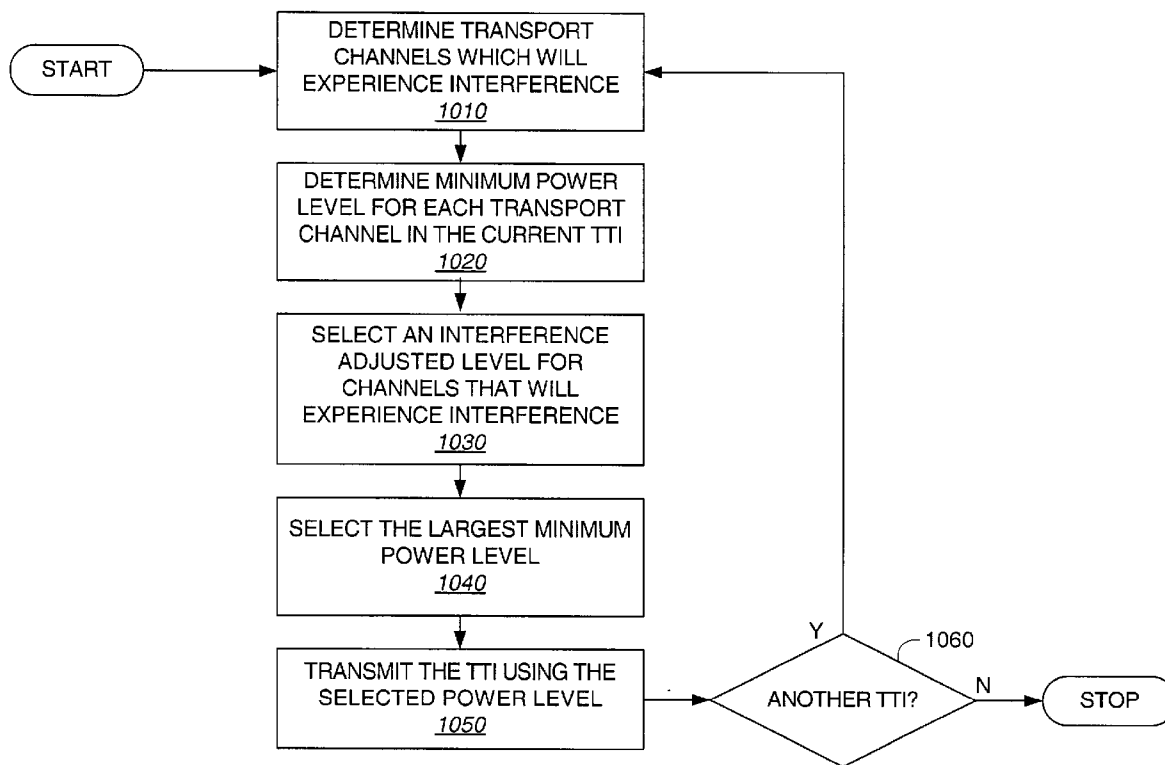 START
DETERMINE TRANSPORT
CHANNELS WHICH WILL
EXPERIENCE INTERFERENCE
1010
DETERMINE MINIMUM POWER
LEVEL FOR EACH TRANSPORT
CHANNEL IN THE CURRENT TTI
1020
SELECT AN INTERFERENCE
ADJUSTED LEVEL FOR
CHANNELS THAT WILL
EXPERIENCE INTERFERENCE
1030
SELECT THE LARGEST MINIMUM
POWER LEVEL
1040
TRANSMIT THE TTI USING THE
SELECTED POWER LEVEL
1050
Y
1060
ANOTHER TTI?
N
STOP